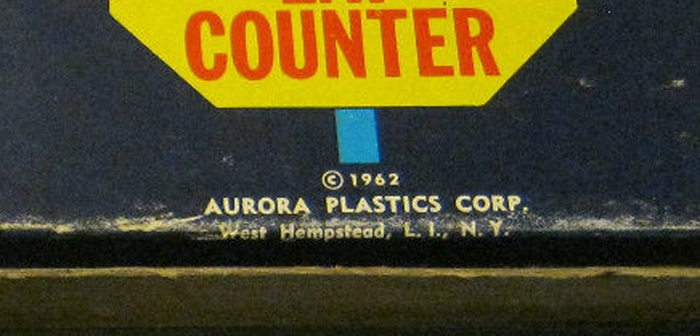 COUNTER
© 1962
AURORA PLASTICS CORP.
West Hempstead, L. I., N. Y.